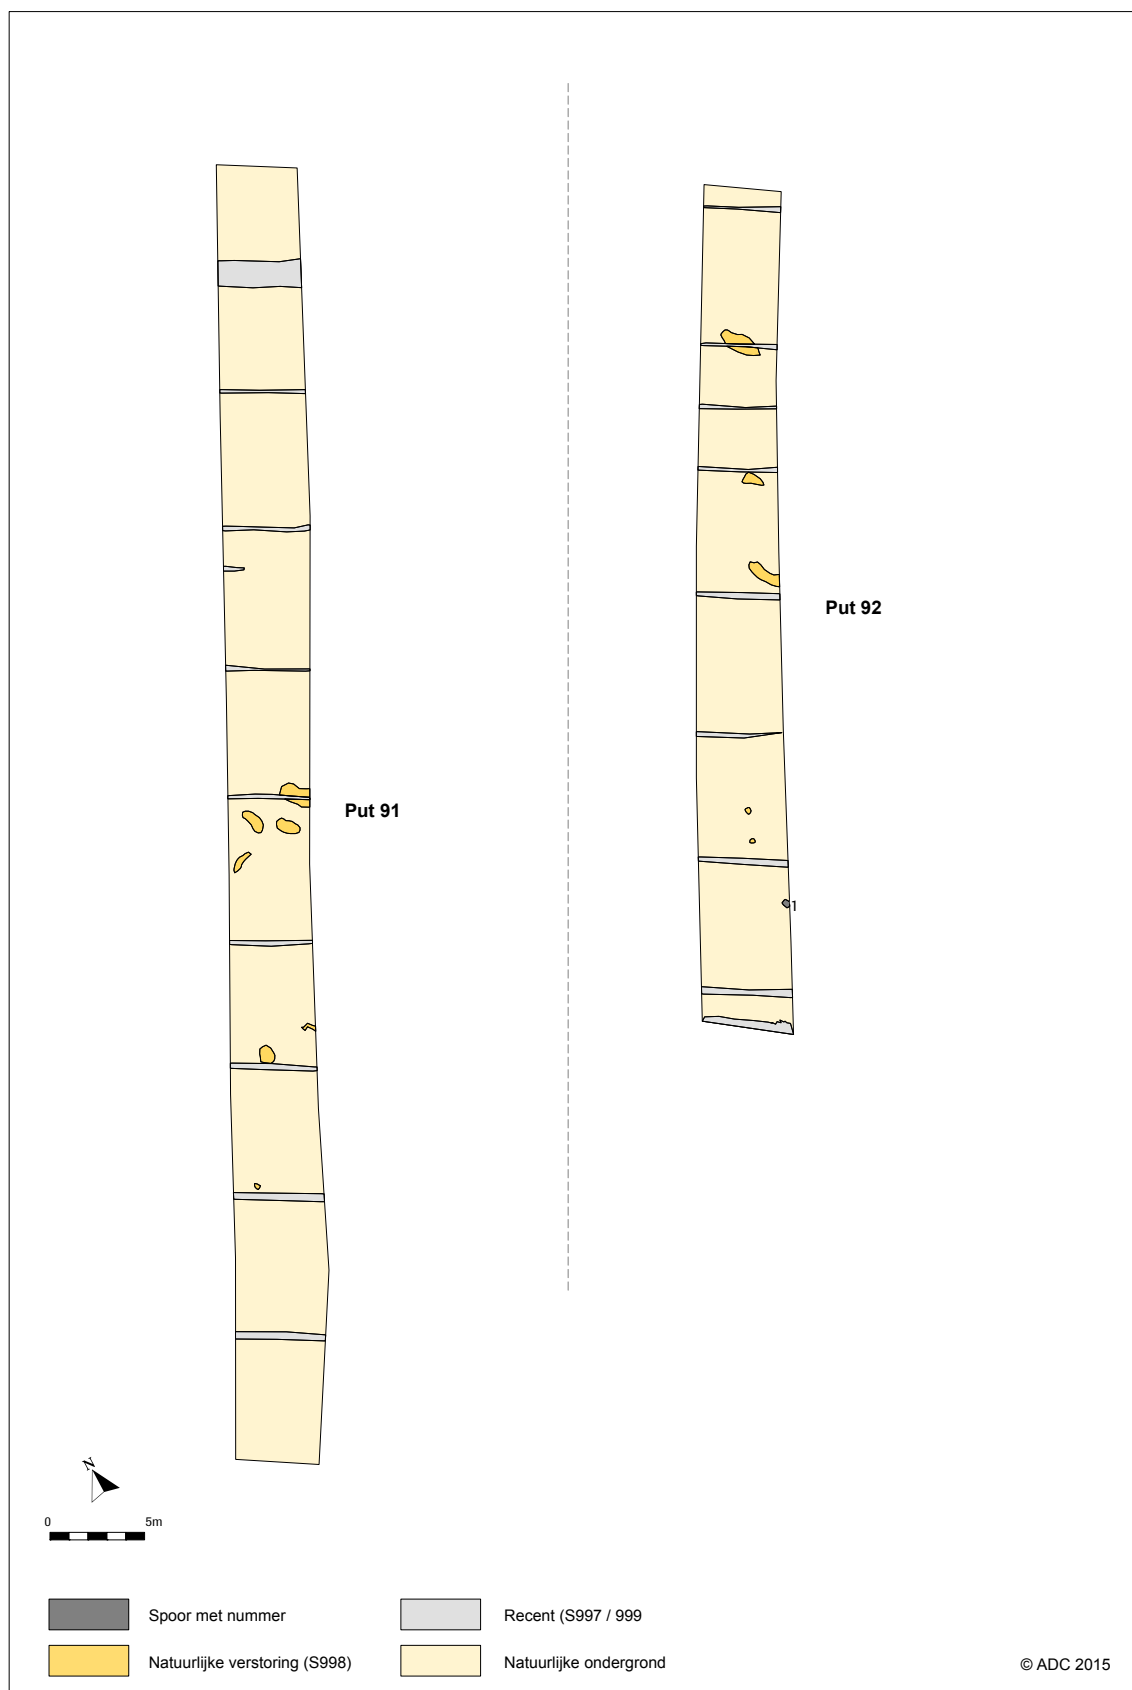 Put 92
Put 91
1
N
0 5m
Spoor met nummer
Recent (S997 / 999
Natuurlijke verstoring (S998)
Natuurlijke ondergrond
© ADC 2015